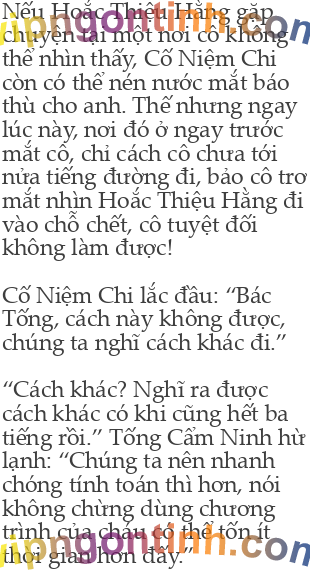 Nếu Hoắc Thiệu Hằng gặp
chuyện tại một nơi cô không
thể nhìn thấy, Cố Niệm Chi
còn có thể nén nước mắt báo
thù cho anh. Thế nhưng ngay
lúc này, nơi đó ở ngay trước
mắt cô, chỉ cách cô chưa tới
nửa tiếng đường đi, bảo cô trơ
mắt nhìn Hoắc Thiệu Hằng đi
vào chỗ chết, cô tuyệt đối
không làm được!
Cố Niệm Chi lắc đầu: “Bác
Tống, cách này không được,
chúng ta nghĩ cách khác đi.”
“Cách khác? Nghĩ ra được
cách khác có khi cũng hết ba
tiếng rồi.” Tống Cẩm Ninh hừ
lạnh: “Chúng ta nên nhanh
chóng tính toán thì hơn, nói
không chừng dùng chương
trình của cháu có thể tốn ít
thời gian hơn đấy.”